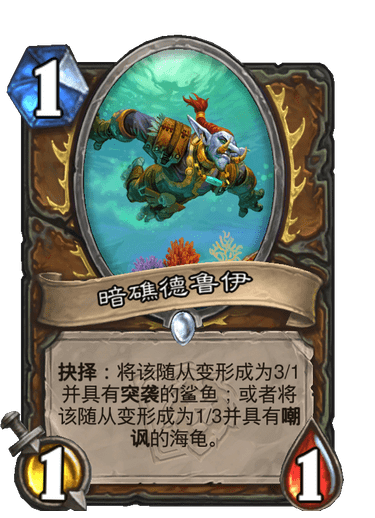 1
暗礁德鲁伊
抉择：将该随从变形成为3/1
并具有突袭的鲨鱼；或者将
该随从变形成为1/3并具有嘲
讽的海龟。
1
1